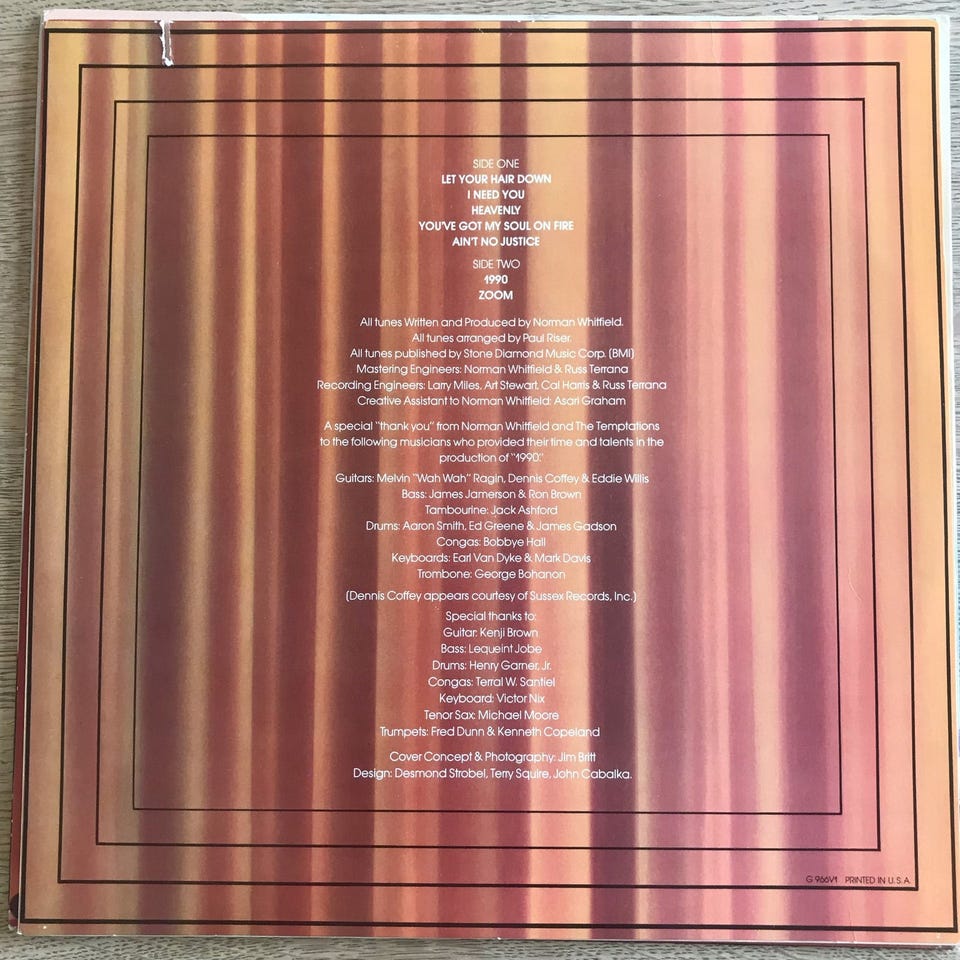 SIDE ONE
LET YOUR HAIR DOWN
I NEED YOU
HEAVENLY
YOU'VE GOT MY SOUL ON FIRE
AIN'T NO JUSTICE
SIDE TWO
1990
ZOOM
All tunes Written and Produced by Norman Whitfield.
All tunes arranged by Paul Riser.
All tunes published by Stone Diamond Music Corp. (BMI)
Mastering Engineers: Norman Whitfield & Russ Terrana
Recording Engineers: Larry Miles, Art Stewart, Cal Harris & Russ Terrana
Creative Assistant to Norman Whitfield: Asari Graham
A special "thank you" from Norman Whitfield and The Temptations
to the following musicians who provided their time and talents in the
production of "1990."
Guitars: Melvin "Wah Wah" Ragin, Dennis Coffey & Eddie Willis
Bass: James Jamerson & Ron Brown
Tambourine: Jack Ashford
Drums: Aaron Smith, Ed Greene & James Gadson
Congas: Bobbye Hall
Keyboards: Earl Van Dyke & Mark Davis
Trombone: George Bohanon
(Dennis Coffey appears courtesy of Sussex Records, Inc.)
Special thanks to:
Guitar: Kenji Brown
Bass: Lequeint Jobe
Drums: Henry Garner, Jr.
Congas: Terral W. Santiel
Keyboard: Victor Nix
Tenor Sax: Michael Moore
Trumpets: Fred Dunn & Kenneth Copeland
Cover Concept & Photography: Jim Britt
Design: Desmond Strobel, Terry Squire, John Cabalka.
G 966V1 PRINTED IN U.S.A.